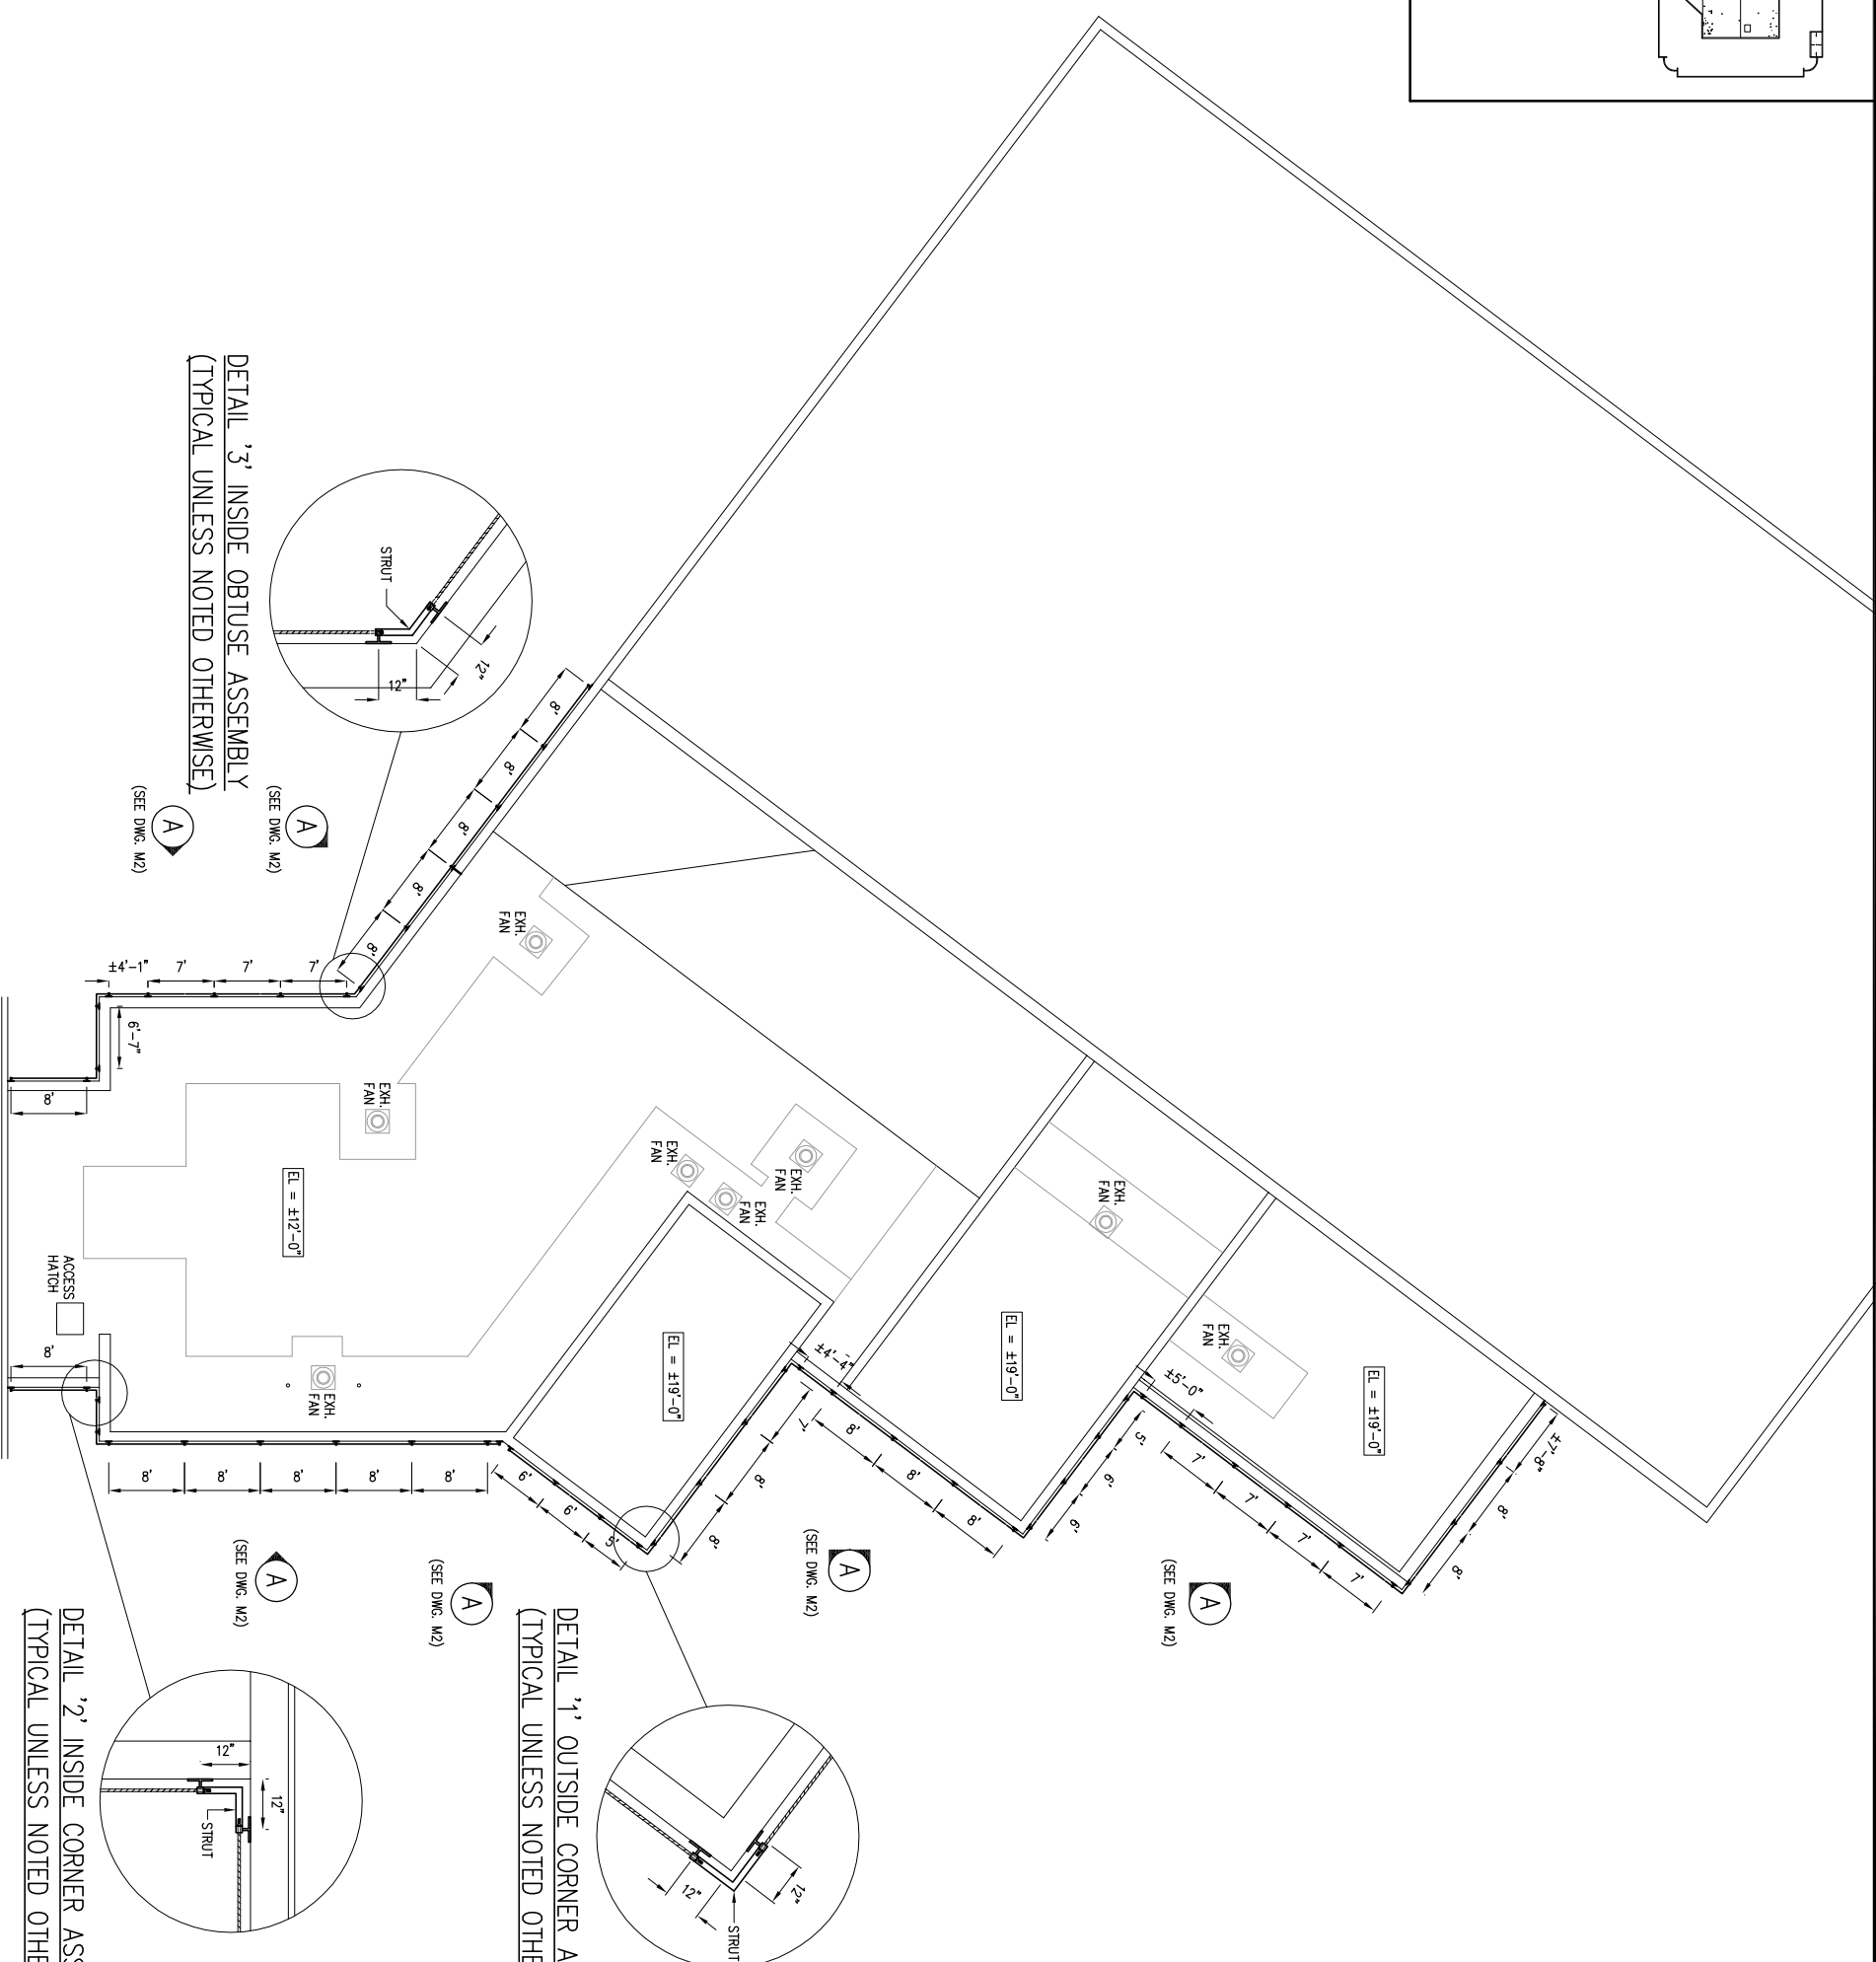 DETAIL '3' INSIDE OBTUSE ASSEMBLY
(TYPICAL UNLESS NOTED OTHERWISE)
STRUT
12"
12"
A
(SEE DWG. M2)
A
(SEE DWG. M2)
8'
8'
8'
8'
8'
±4'-1"
7'
7'
7'
6'-7"
8'
EXH.
FAN
EXH.
FAN
EXH.
FAN
EXH.
FAN
EXH.
FAN
EXH.
FAN
EXH.
FAN
EXH.
FAN
EL = ±12'-0"
EL = ±19'-0"
EL = ±19'-0"
EL = ±19'-0"
ACCESS
HATCH
8'
8'
8'
8'
8'
8'
6'
6'
5'
8'
8'
7'
±4'-4"
8'
8'
8'
6'
6'
5'
±5'-0"
7'
7'
7'
7'
8'
8'
±7'-8"
A
(SEE DWG. M2)
A
(SEE DWG. M2)
A
(SEE DWG. M2)
A
(SEE DWG. M2)
DETAIL '1' OUTSIDE CORNER A
(TYPICAL UNLESS NOTED OTHE
12"
12"
STRUT
DETAIL '2' INSIDE CORNER ASS
(TYPICAL UNLESS NOTED OTHE
12"
12"
STRUT